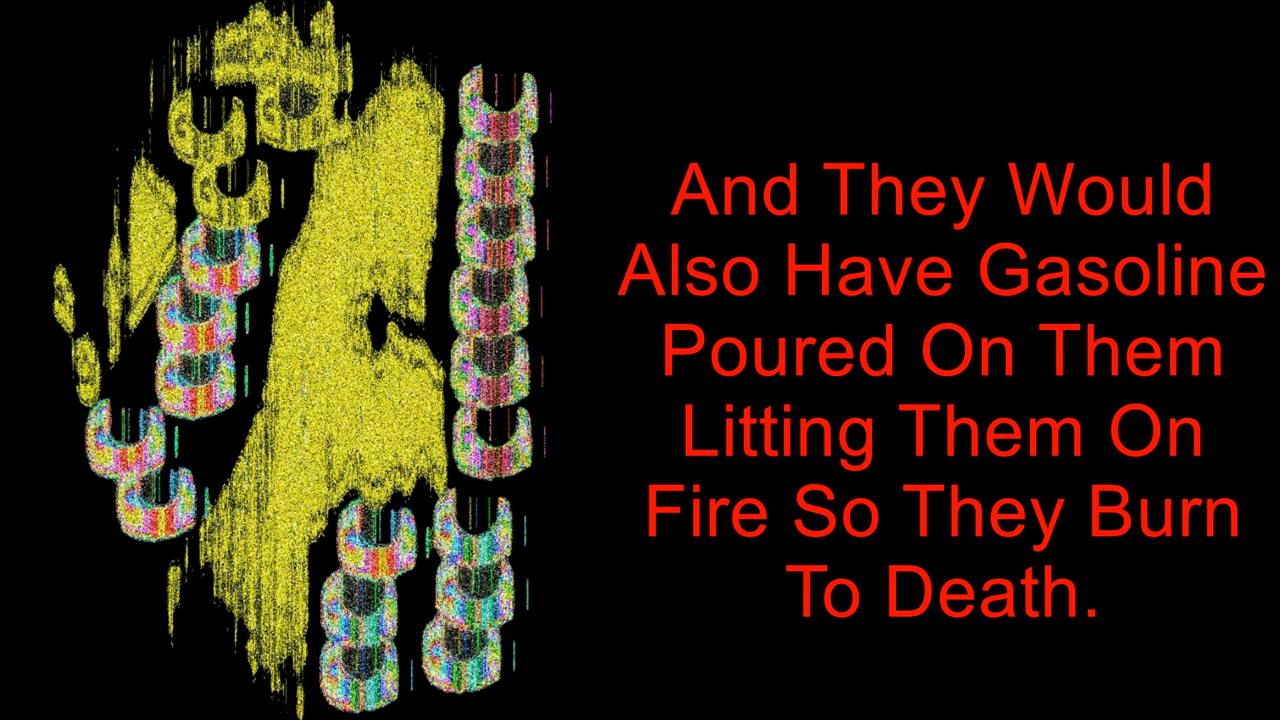 And They Would
Also Have Gasoline
Poured On Them
Litting Them On
Fire So They Burn
To Death.